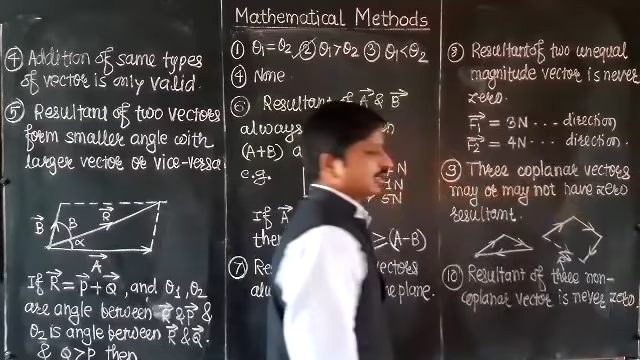 Mathematical Methods
④ Addition of same types
of vector is only valid.
⑤ Resultant of two vectors
form smaller angle with
larger vector or vice-versa
B⃗ R⃗ β α
A⃗
If R⃗ = P⃗ + Q⃗, and θ1, θ2
are angle between R⃗ & P⃗ &
θ2 is angle between R⃗ & Q⃗.
& Q > P then
① θ1 = θ2 ② θ1 > θ2 ③ θ1 < θ2
④ None
⑥ Resultant of A⃗ & B⃗
always
(A+B)
e.g. N
1N
5N
If A⃗
then > (A-B)
⑦ vectors
plane.
Resultant of two unequal
magnitude vector is never
zero.
F1⃗ = 3N ... direction
F2⃗ = 4N ... direction.
Three coplanar vectors
may or may not have zero
resultant.
⑩ Resultant of three non-
coplanar vector is never zero